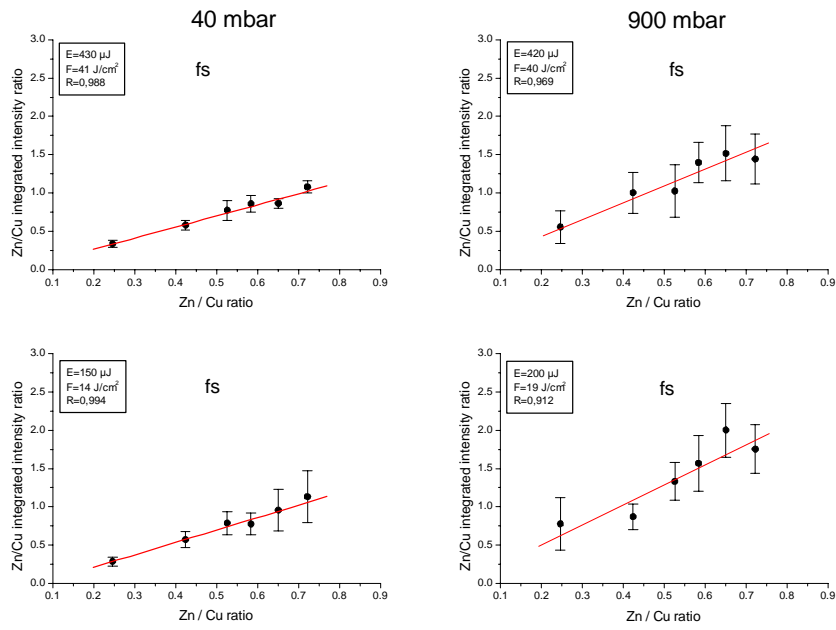 40 mbar
900 mbar
E=430 µJ
F=41 J/cm²
R=0,988
fs
Zn/Cu integrated intensity ratio
3.0
2.5
2.0
1.5
1.0
0.5
0.0
0.1 0.2 0.3 0.4 0.5 0.6 0.7 0.8 0.9
Zn / Cu ratio
E=420 µJ
F=40 J/cm²
R=0,969
fs
Zn/Cu integrated intensity ratio
3.0
2.5
2.0
1.5
1.0
0.5
0.0
0.1 0.2 0.3 0.4 0.5 0.6 0.7 0.8 0.9
Zn / Cu ratio
E=150 µJ
F=14 J/cm²
R=0,994
fs
Zn/Cu integrated intensity ratio
3.0
2.5
2.0
1.5
1.0
0.5
0.0
0.1 0.2 0.3 0.4 0.5 0.6 0.7 0.8 0.9
Zn / Cu ratio
E=200 µJ
F=19 J/cm²
R=0,912
fs
Zn/Cu integrated intensity ratio
3.0
2.5
2.0
1.5
1.0
0.5
0.0
0.1 0.2 0.3 0.4 0.5 0.6 0.7 0.8 0.9
Zn / Cu ratio